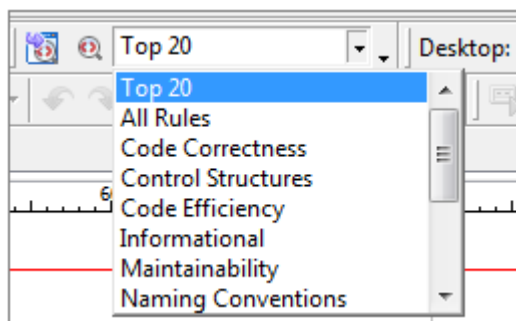 Top 20 Desktop:
Top 20
All Rules
Code Correctness
Control Structures
Code Efficiency
Informational
Maintainability
Naming Conventions